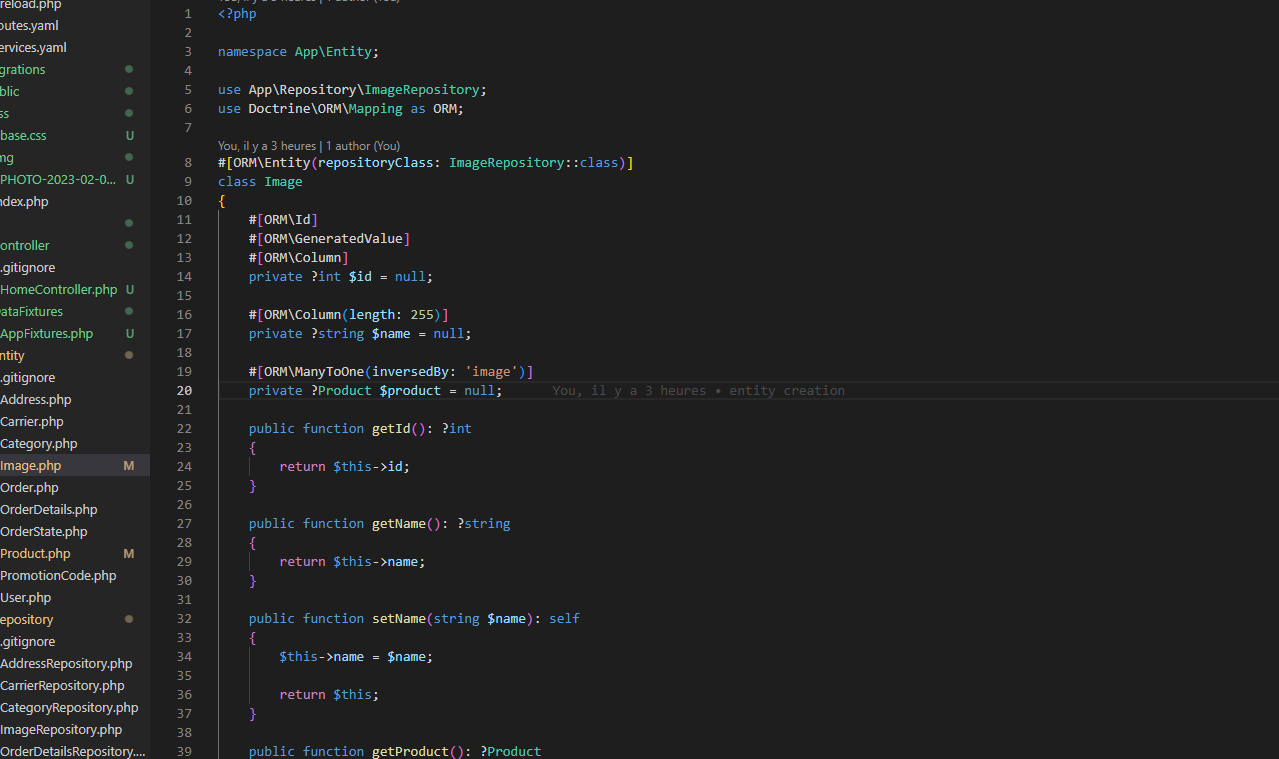 reload.php
outes.yaml
ervices.yaml
grations
blic
ss
base.css U
mg
PHOTO-2023-02-0... U
ndex.php
ontroller
.gitignore
HomeController.php U
ataFixtures
AppFixtures.php U
ntity
.gitignore
Address.php
Carrier.php
Category.php
Image.php M
Order.php
OrderDetails.php
OrderState.php
Product.php M
PromotionCode.php
User.php
epository
.gitignore
AddressRepository.php
CarrierRepository.php
CategoryRepository.php
ImageRepository.php
OrderDetailsRepository....
You, il y a 3 heures | 1 author (You)
1 <?php
2
3 namespace App\Entity;
4
5 use App\Repository\ImageRepository;
6 use Doctrine\ORM\Mapping as ORM;
7
You, il y a 3 heures | 1 author (You)
8 #[ORM\Entity(repositoryClass: ImageRepository::class)]
9 class Image
10 {
11 #[ORM\Id]
12 #[ORM\GeneratedValue]
13 #[ORM\Column]
14 private ?int $id = null;
15
16 #[ORM\Column(length: 255)]
17 private ?string $name = null;
18
19 #[ORM\ManyToOne(inversedBy: 'image')]
20 private ?Product $product = null; You, il y a 3 heures • entity creation
21
22 public function getId(): ?int
23 {
24 return $this->id;
25 }
26
27 public function getName(): ?string
28 {
29 return $this->name;
30 }
31
32 public function setName(string $name): self
33 {
34 $this->name = $name;
35
36 return $this;
37 }
38
39 public function getProduct(): ?Product